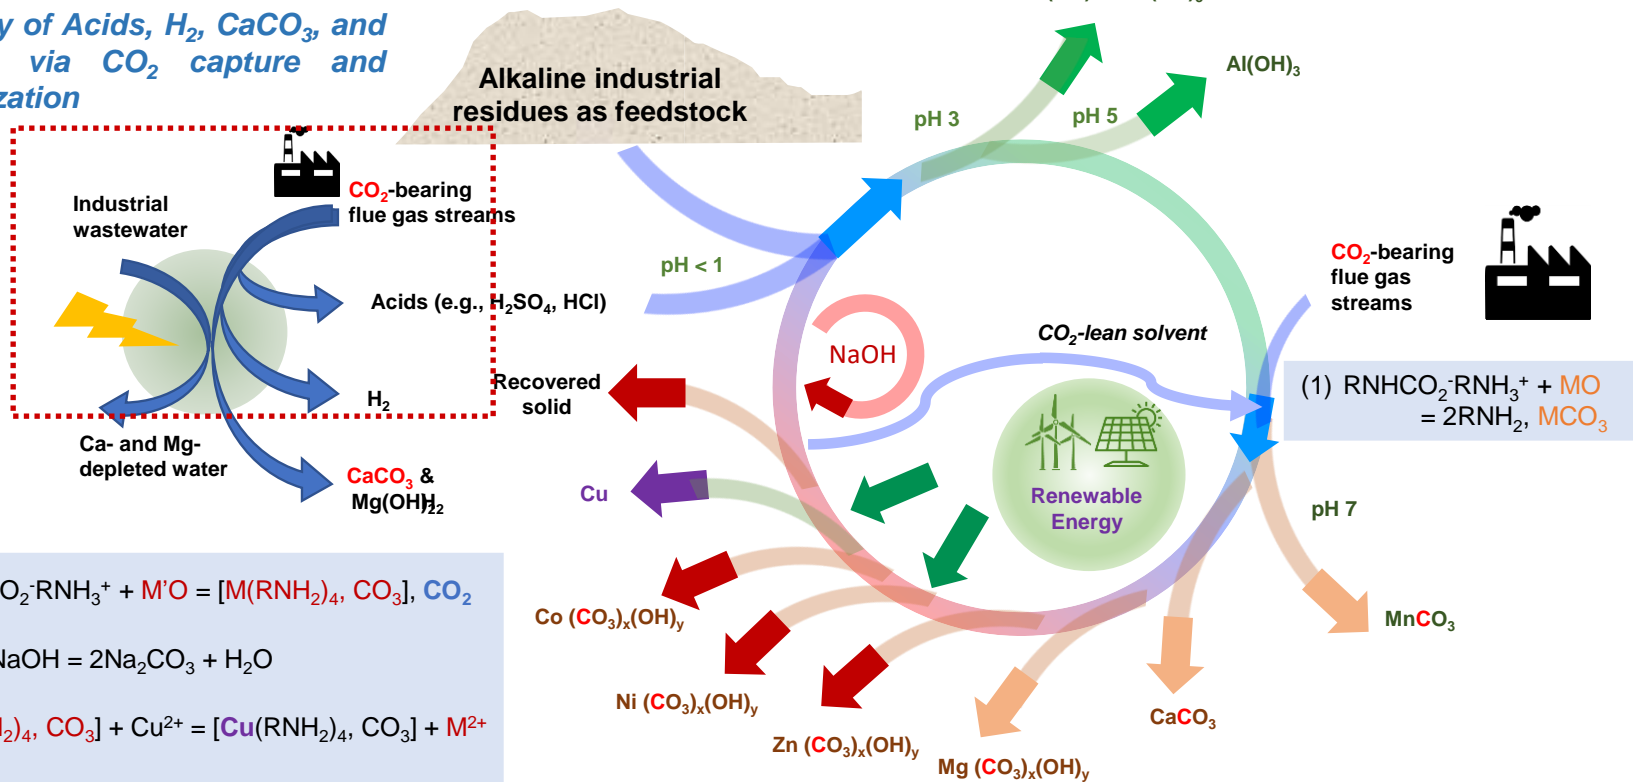 y of Acids, H₂, CaCO₃, and
via CO₂ capture and
zation
Alkaline industrial
residues as feedstock
pH 3
pH 5
Al(OH)₃
Industrial
wastewater
CO₂-bearing
flue gas streams
pH < 1
Acids (e.g., H₂SO₄, HCl)
H₂
Ca- and Mg-
depleted water
CaCO₃ &
Recovered
solid
NaOH
CO₂-lean solvent
CO₂-bearing
flue gas
streams
(1) RNHCO₂⁻RNH₃⁺ + MO
= 2RNH₂, MCO₃
Renewable
Energy
Cu
pH 7
Co (CO₃)ₓ(OH)ᵧ
Ni (CO₃)ₓ(OH)ᵧ
Zn (CO₃)ₓ(OH)ᵧ
Mg (CO₃)ₓ(OH)ᵧ
CaCO₃
MnCO₃
O₂⁻RNH₃⁺ + M'O = [M(RNH₂)₄, CO₃], CO₂
NaOH = 2Na₂CO₃ + H₂O
₂)₄, CO₃] + Cu²⁺ = [Cu(RNH₂)₄, CO₃] + M²⁺